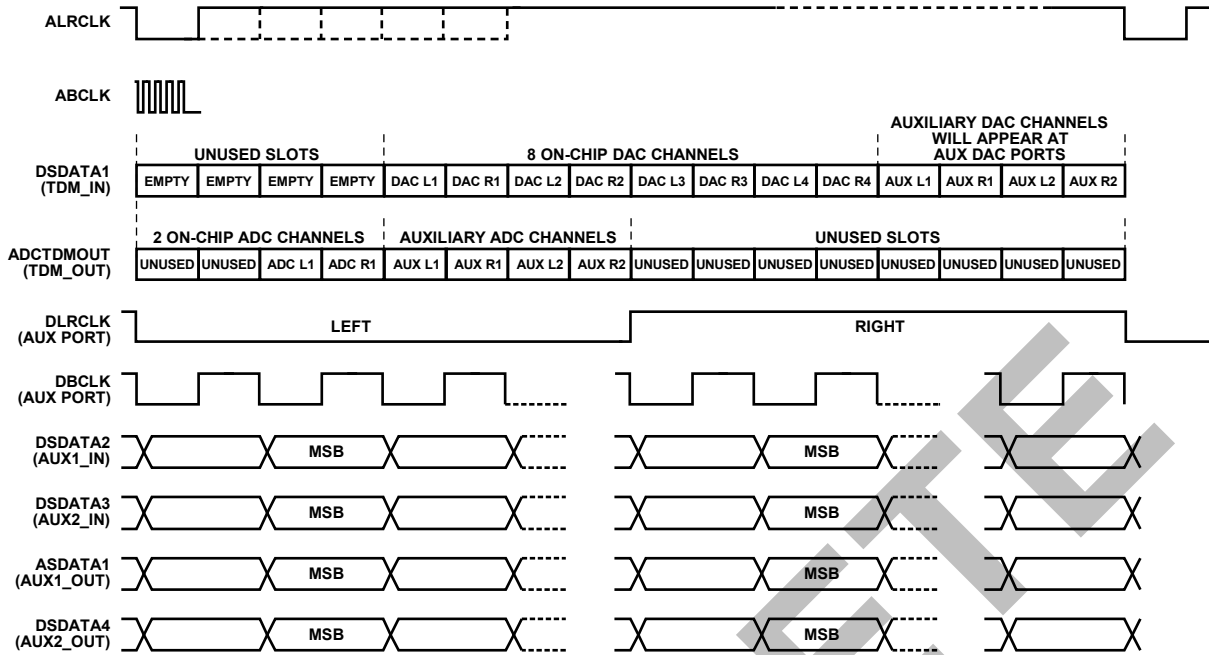 ALRCLK
ABCLK
AUXILIARY DAC CHANNELS
WILL APPEAR AT
AUX DAC PORTS
UNUSED SLOTS
8 ON-CHIP DAC CHANNELS
DSDATA1
(TDM_IN)
EMPTY EMPTY EMPTY EMPTY DAC L1 DAC R1 DAC L2 DAC R2 DAC L3 DAC R3 DAC L4 DAC R4 AUX L1 AUX R1 AUX L2 AUX R2
2 ON-CHIP ADC CHANNELS
AUXILIARY ADC CHANNELS
UNUSED SLOTS
ADCTDMOUT
(TDM_OUT)
UNUSED UNUSED ADC L1 ADC R1 AUX L1 AUX R1 AUX L2 AUX R2 UNUSED UNUSED UNUSED UNUSED UNUSED UNUSED UNUSED UNUSED
DLRCLK
(AUX PORT)
LEFT
RIGHT
DBCLK
(AUX PORT)
DSDATA2
(AUX1_IN)
MSB
MSB
DSDATA3
(AUX2_IN)
MSB
MSB
ASDATA1
(AUX1_OUT)
MSB
MSB
DSDATA4
(AUX2_OUT)
MSB
MSB
ETE